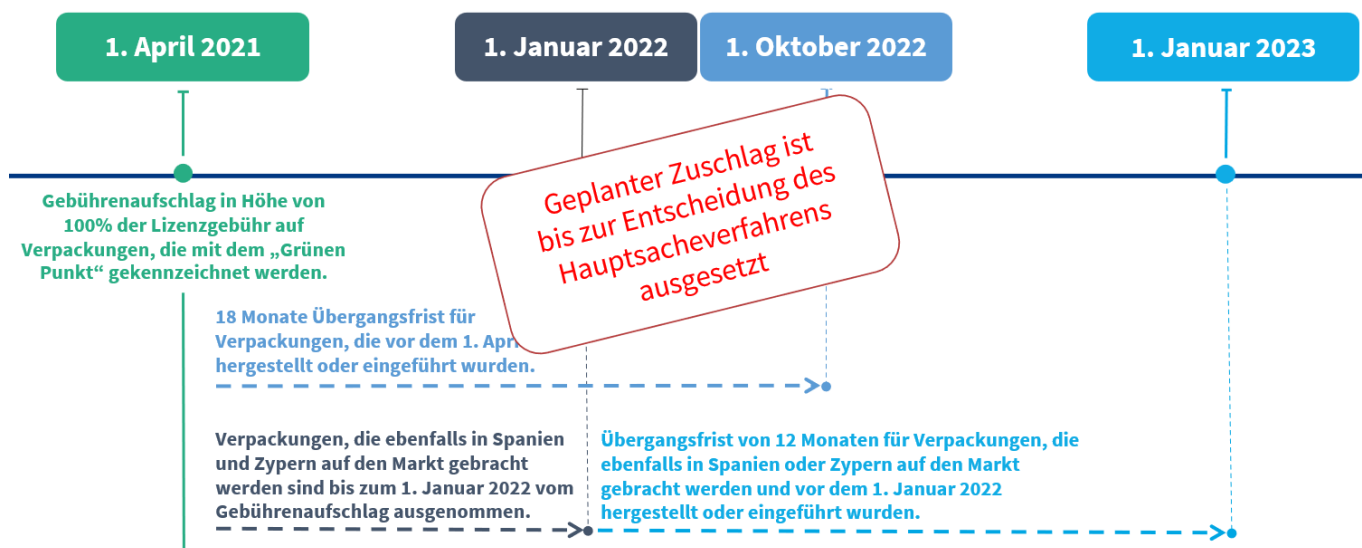 1. April 2021
1. Januar 2022
1. Oktober 2022
1. Januar 2023
Geplanter Zuschlag ist
bis zur Entscheidung des
Hauptsacheverfahrens
ausgesetzt
Gebührenaufschlag in Höhe von
100% der Lizenzgebühr auf
Verpackungen, die mit dem „Grünen
Punkt“ gekennzeichnet werden.
18 Monate Übergangsfrist für
Verpackungen, die vor dem 1.
hergestellt oder eingeführt wurden.
Verpackungen, die ebenfalls in Spanien
und Zypern auf den Markt gebracht
werden sind bis zum 1. Januar 2022 vom
Gebührenaufschlag ausgenommen.
Übergangsfrist von 12 Monaten für Verpackungen, die
ebenfalls in Spanien oder Zypern auf den Markt
gebracht werden und vor dem 1. Januar 2022
hergestellt oder eingeführt wurden.